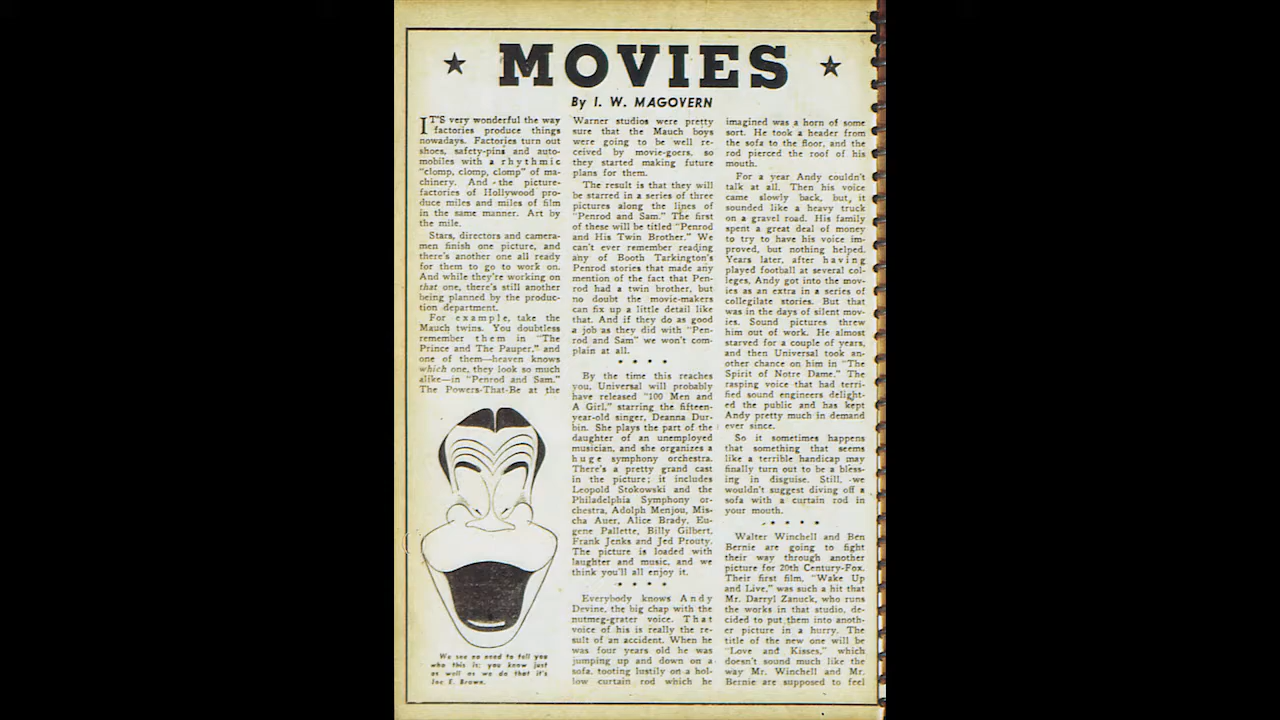 MOVIES
By I. W. MAGOVERN
IT'S very wonderful the way
factories produce things
nowadays. Factories turn out
shoes, safety-pins and auto-
mobiles with a rhythmic
"clomp, clomp, clomp" of ma-
chinery. And the picture-
factories of Hollywood pro-
duce miles and miles of film
in the same manner. Art by
the mile.
Stars, directors and camera-
men finish one picture, and
there's another one all ready
for them to go to work on.
And while they're working on
that one, there's still another
being planned by the produc-
tion department.
For example, take the
Mauch twins. You doubtless
remember them in "The
Prince and The Pauper," and
one of them—heaven knows
which one, they look so much
alike—in "Penrod and Sam."
The Powers-That-Be at the
We see no need to tell you
who this is; you know just
as well as we do that it's
Joe E. Brown.
Warner studios were pretty
sure that the Mauch boys
were going to be well re-
ceived by movie-goers, so
they started making future
plans for them.
The result is that they will
be starred in a series of three
pictures along the lines of
"Penrod and Sam." The first
of these will be titled "Penrod
and His Twin Brother." We
can't ever remember reading
any of Booth Tarkington's
Penrod stories that made any
mention of the fact that Pen-
rod had a twin brother, but
no doubt the movie-makers
can fix up a little detail like
that. And if they do as good
a job as they did with "Pen-
rod and Sam" we won't com-
plain at all.
* * * *
By the time this reaches
you, Universal will probably
have released "100 Men and
A Girl," starring the fifteen-
year-old singer, Deanna Dur-
bin. She plays the part of the
daughter of an unemployed
musician, and she organizes a
huge symphony orchestra.
There's a pretty grand cast
in the picture; it includes
Leopold Stokowski and the
Philadelphia Symphony or-
chestra, Adolph Menjou, Mis-
cha Auer, Alice Brady, Eu-
gene Pallette, Billy Gilbert,
Frank Jenks and Jed Prouty.
The picture is loaded with
laughter and music, and we
think you'll all enjoy it.
* * * *
Everybody knows Andy
Devine, the big chap with the
nutmeg-grater voice. That
voice of his is really the re-
sult of an accident. When he
was four years old he was
jumping up and down on a
sofa, tooting lustily on a hol-
low curtain rod which he
imagined was a horn of some
sort. He took a header from
the sofa to the floor, and the
rod pierced the roof of his
mouth.
For a year Andy couldn't
talk at all. Then his voice
came slowly back, but, it
sounded like a heavy truck
on a gravel road. His family
spent a great deal of money
to try to have his voice im-
proved, but nothing helped.
Years later, after having
played football at several col-
leges, Andy got into the mov-
ies as an extra in a series of
collegiate stories. But that
was in the days of silent mov-
ies. Sound pictures threw
him out of work. He almost
starved for a couple of years,
and then Universal took an-
other chance on him in "The
Spirit of Notre Dame." The
rasping voice that had terri-
fied sound engineers delight-
ed the public and has kept
Andy pretty much in demand
ever since.
So it sometimes happens
that something that seems
like a terrible handicap may
finally turn out to be a bless-
ing in disguise. Still, we
wouldn't suggest diving off a
sofa with a curtain rod in
your mouth.
* * * *
Walter Winchell and Ben
Bernie are going to fight
their way through another
picture for 20th Century-Fox.
Their first film, "Wake Up
and Live," was such a hit that
Mr. Darryl Zanuck, who runs
the works in that studio, de-
cided to put them into anoth-
er picture in a hurry. The
title of the new one will be
"Love and Kisses," which
doesn't sound much like the
way Mr. Winchell and Mr.
Bernie are supposed to feel